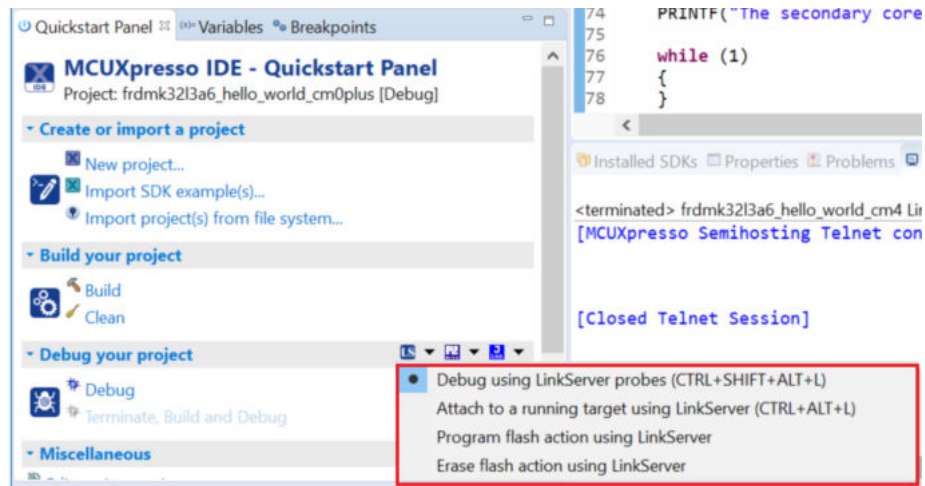 Quickstart Panel (x)= Variables Breakpoints
MCUXpresso IDE - Quickstart Panel
IDE
Project: frdmk32l3a6_hello_world_cm0plus [Debug]
Create or import a project
New project...
Import SDK example(s)...
Import project(s) from file system...
Build your project
Build
Clean
Debug your project
LS
Debug
Terminate, Build and Debug
Miscellaneous
74 PRINTF("The secondary core
75
76 while (1)
77 {
78 }
Installed SDKs Properties Problems
<terminated> frdmk32l3a6_hello_world_cm4 Li
[MCUXpresso Semihosting Telnet con
[Closed Telnet Session]
Debug using LinkServer probes (CTRL+SHIFT+ALT+L)
Attach to a running target using LinkServer (CTRL+ALT+L)
Program flash action using LinkServer
Erase flash action using LinkServer